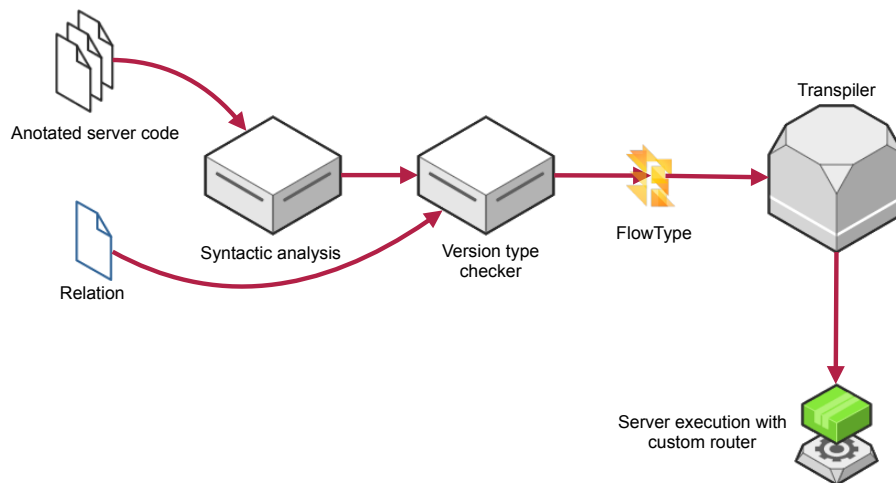 Transpiler
Anotated server code
Syntactic analysis
Version type
checker
FlowType
Relation
Server execution with
custom router